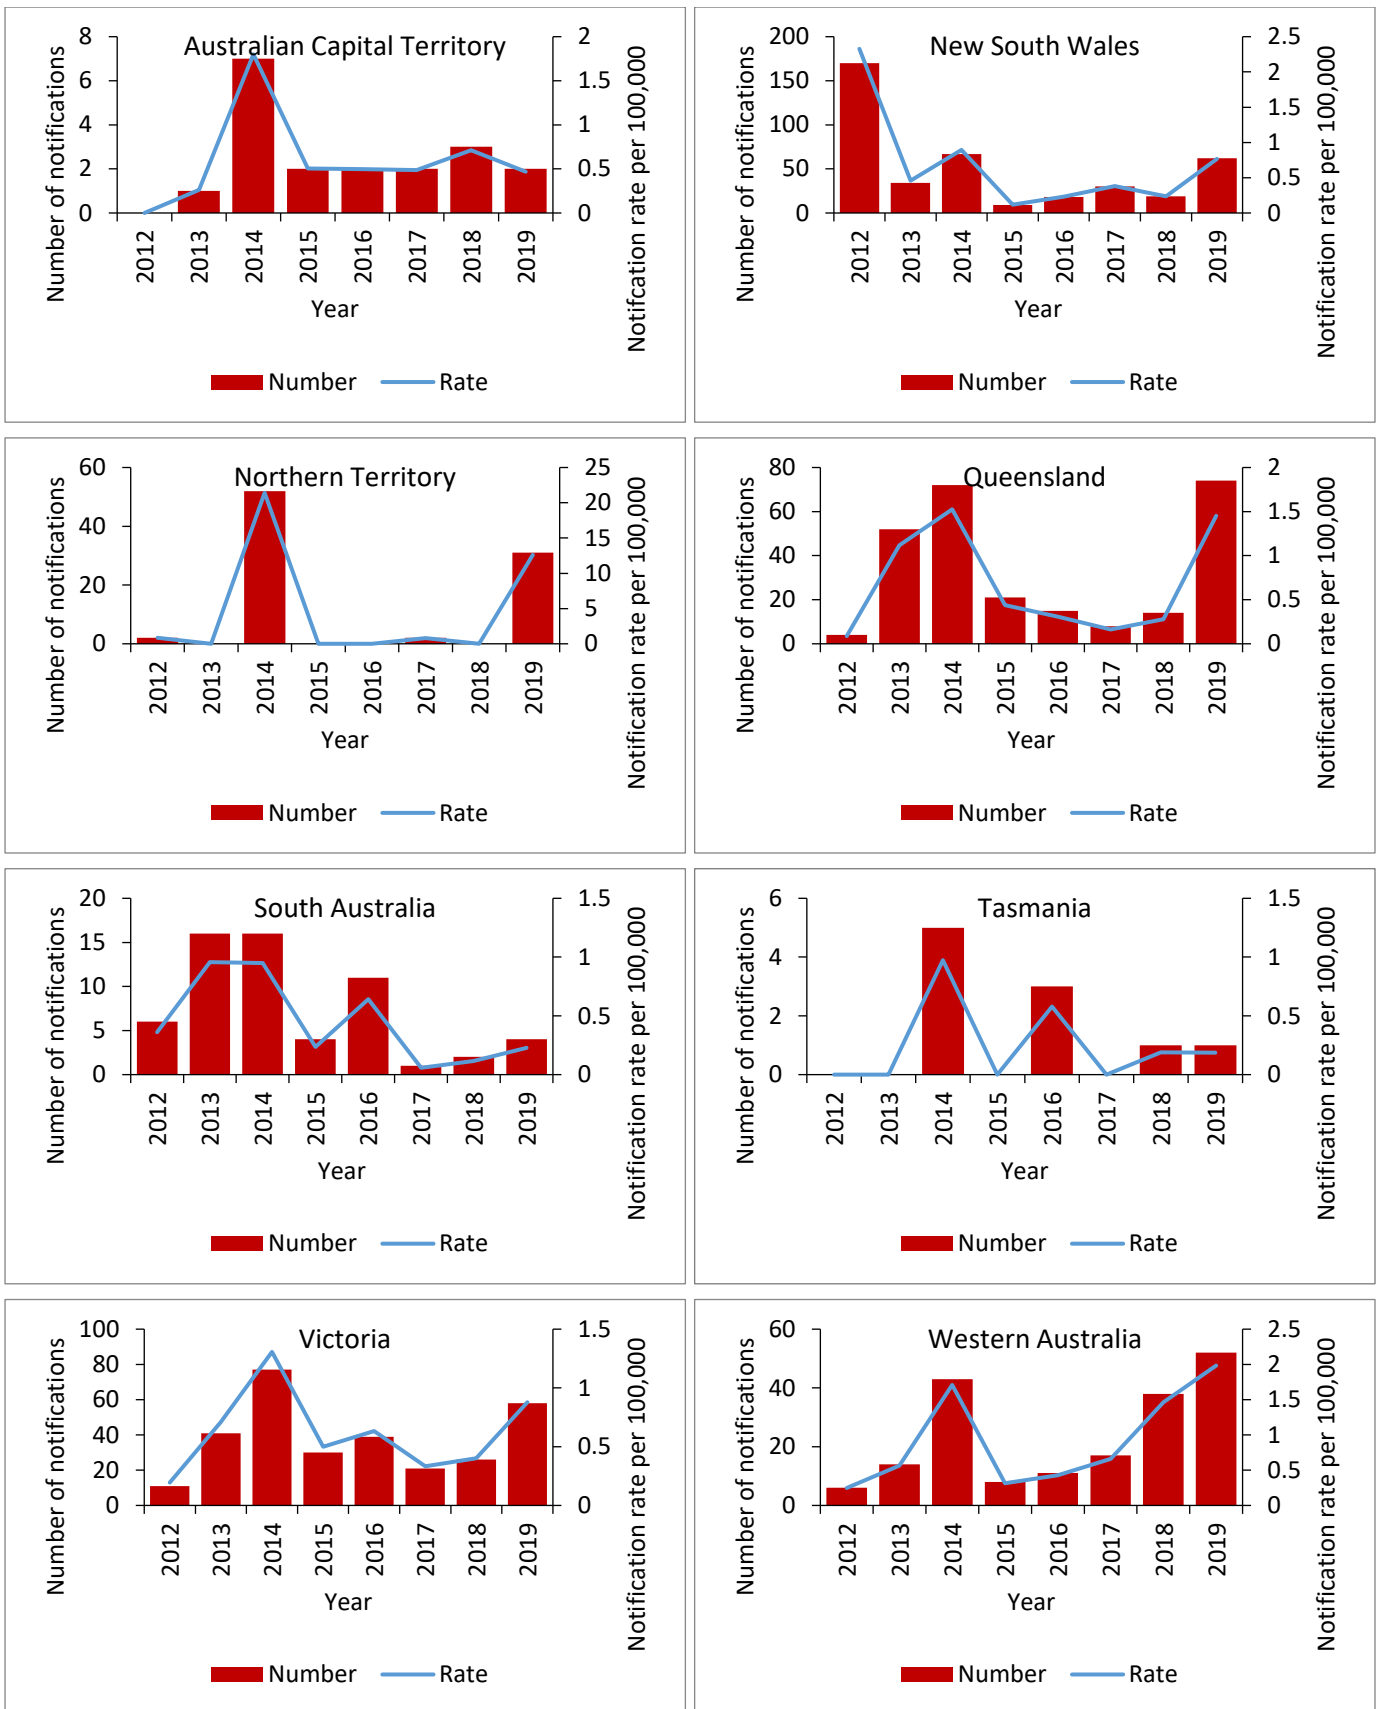 Australian Capital Territory
Number of notifications
8
6
4
2
0
2
1.5
1
0.5
0
Notifcation rate per 100,000
2012 2013 2014 2015 2016 2017 2018 2019
Year
Number Rate
New South Wales
Number of notifications
200
150
100
50
0
2.5
2
1.5
1
0.5
0
Notification rate per 100,000
2012 2013 2014 2015 2016 2017 2018 2019
Year
Number Rate
Northern Territory
Number of notifications
60
40
20
0
25
20
15
10
5
0
Notification rate per 100,000
2012 2013 2014 2015 2016 2017 2018 2019
Year
Number Rate
Queensland
Number of notifications
80
60
40
20
0
2
1.5
1
0.5
0
Notification rate per 100,000
2012 2013 2014 2015 2016 2017 2018 2019
Year
Number Rate
South Australia
Number of notifications
20
15
10
5
0
1.5
1
0.5
0
Notification rate per 100,000
2012 2013 2014 2015 2016 2017 2018 2019
Year
Number Rate
Tasmania
Number of notifications
6
4
2
0
1.5
1
0.5
0
Notification rate per 100,000
2012 2013 2014 2015 2016 2017 2018 2019
Year
Number Rate
Victoria
Number of notifications
100
80
60
40
20
0
1.5
1
0.5
0
Notification rate per 100,000
2012 2013 2014 2015 2016 2017 2018 2019
Year
Number Rate
Western Australia
Number of notifications
60
40
20
0
2.5
2
1.5
1
0.5
0
Notification rate per 100,000
2012 2013 2014 2015 2016 2017 2018 2019
Year
Number Rate